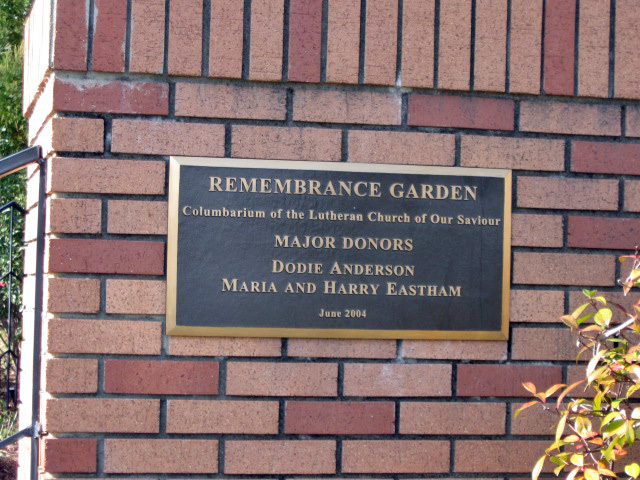 REMEMBRANCE GARDEN
Columbarium of the Lutheran Church of Our Saviour
MAJOR DONORS
DODIE ANDERSON
MARIA AND HARRY EASTHAM
June 2004